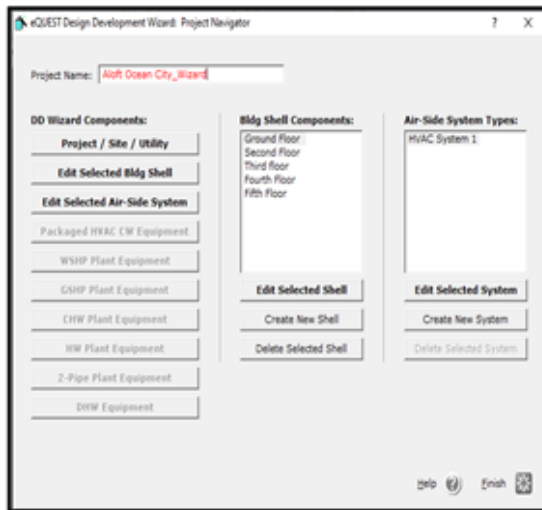 eQUEST Design Development Wizard: Project Navigator
? X
Project Name: Aloft Ocean City_Wizard
DD Wizard Components:
Project / Site / Utility
Edit Selected Bldg Shell
Edit Selected Air-Side System
Packaged HVAC CW Equipment
WSHP Plant Equipment
GSHP Plant Equipment
CHW Plant Equipment
HW Plant Equipment
2-Pipe Plant Equipment
DHW Equipment
Bldg Shell Components:
Ground Floor
Second Floor
Third floor
Fourth Floor
Fifth Floor
Edit Selected Shell
Create New Shell
Delete Selected Shell
Air-Side System Types:
HVAC System 1
Edit Selected System
Create New System
Delete Selected System
Help ? Finish